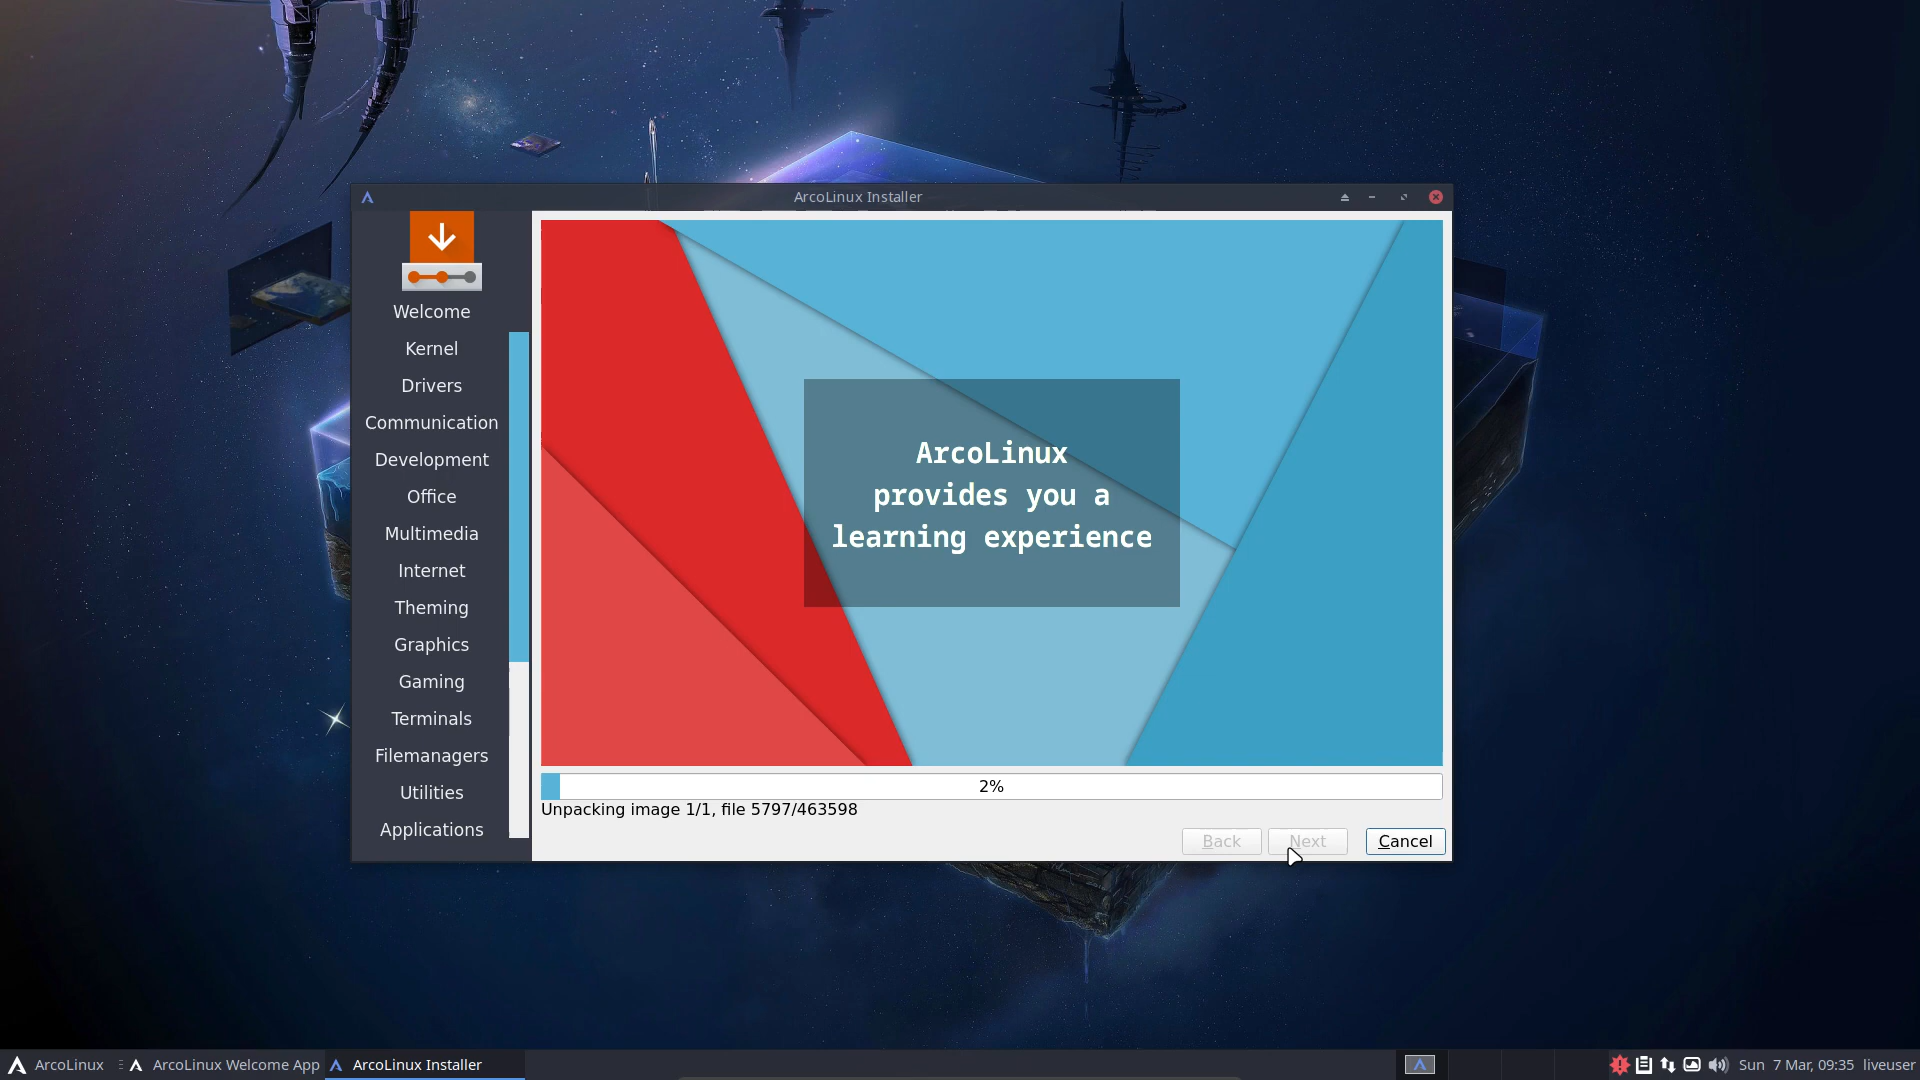 ArcoLinux Installer
Welcome
Kernel
Drivers
Communication
Development
Office
Multimedia
Internet
Theming
Graphics
Gaming
Terminals
Filemanagers
Utilities
Applications
ArcoLinux
provides you a
learning experience
2%
Unpacking image 1/1, file 5797/463598
Back Next Cancel
ArcoLinux ArcoLinux Welcome App ArcoLinux Installer Sun 7 Mar, 09:35 liveuser